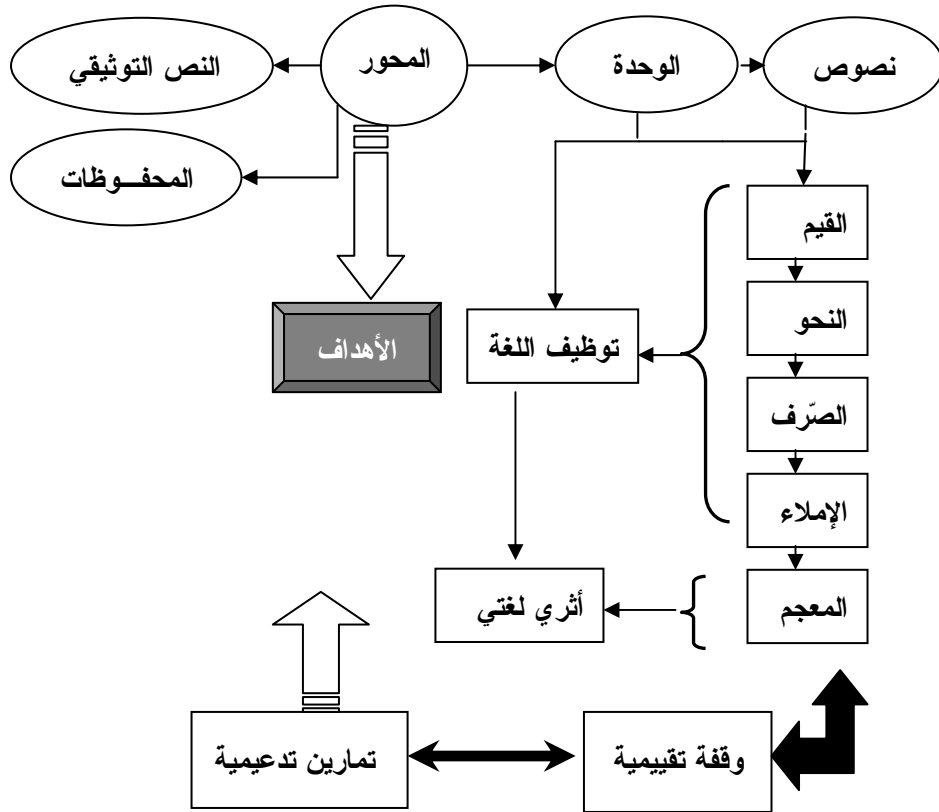 نصوص
الوحدة
المحور
النص التوثيقي
المحفــوظات
القيم
النحو
توظيف اللغة
الأهداف
الصّرف
الإملاء
المعجم
أثري لغتي
وقفة تقييمية
تمارين تدعيمية